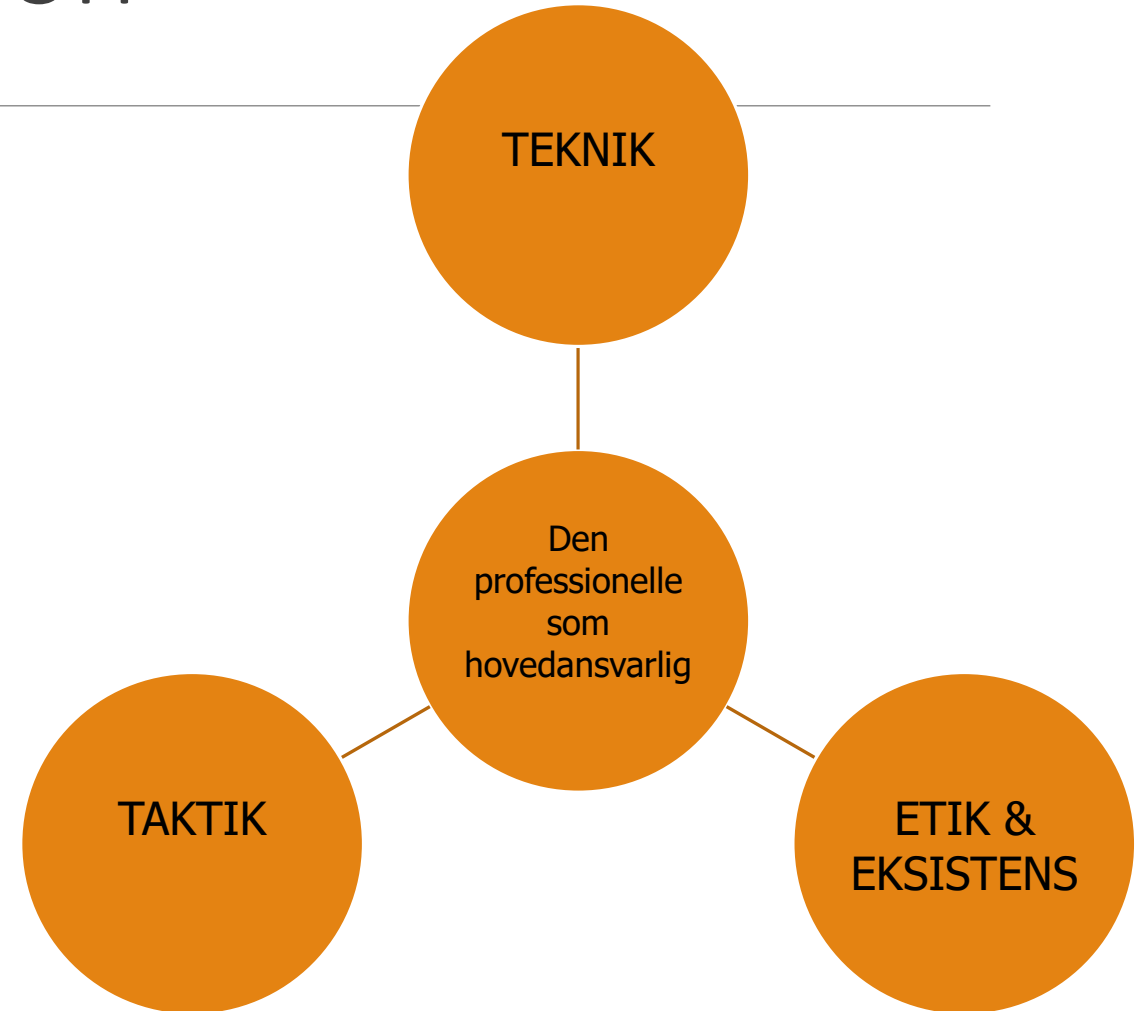 TEKNIK
Den
professionelle
som
hovedansvarlig
TAKTIK
ETIK &
EKSISTENS